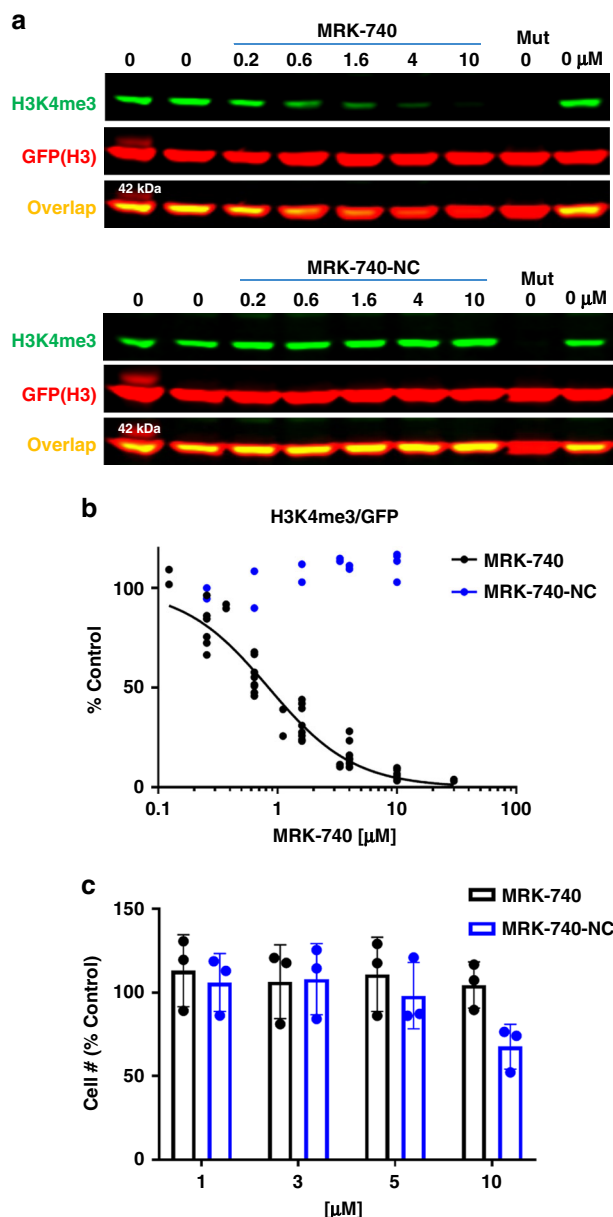 a
MRK-740
Mut
0 0 0.2 0.6 1.6 4 10 0 0 μM
H3K4me3
GFP(H3)
42 kDa
Overlap
MRK-740-NC
Mut
0 0 0.2 0.6 1.6 4 10 0 0 μM
H3K4me3
GFP(H3)
42 kDa
Overlap
b
H3K4me3/GFP
MRK-740
MRK-740-NC
% Control
100
50
0
0.1 1 10 100
MRK-740 [μM]
c
MRK-740
MRK-740-NC
Cell # (% Control)
150
100
50
0
1 3 5 10
[μM]